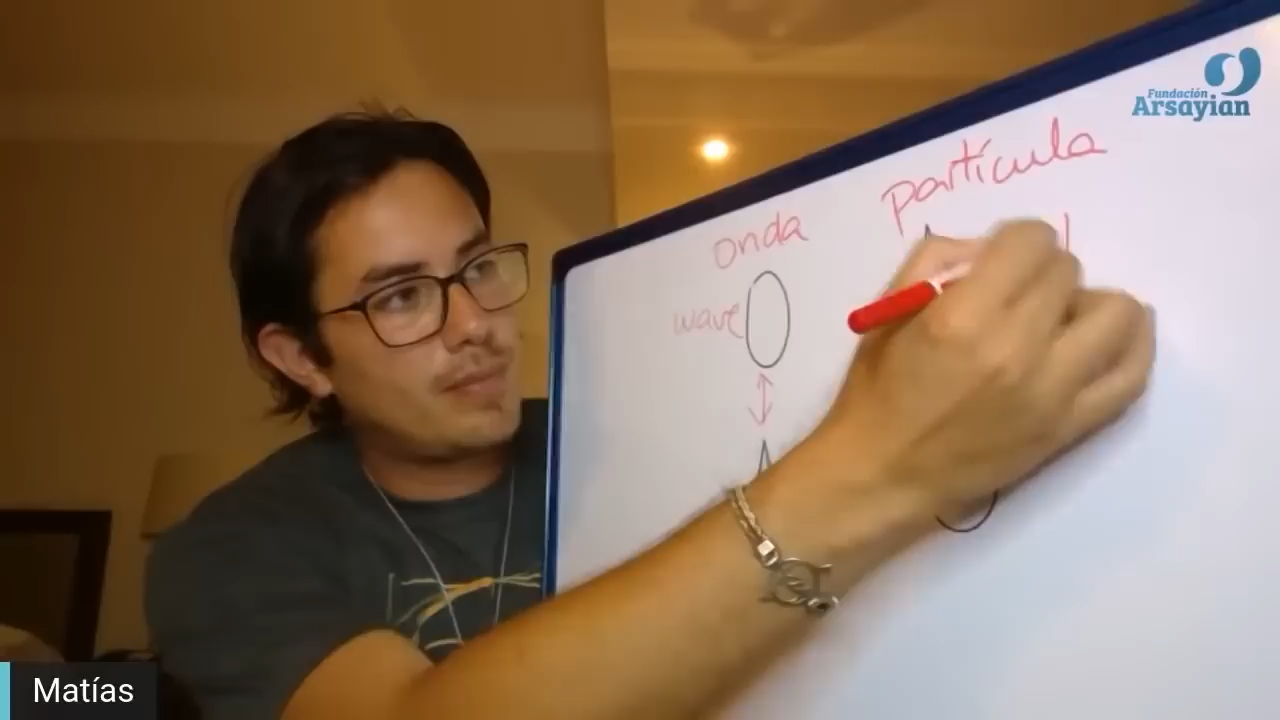 Fundación
Arsayian
partícula
onda
wave
Matías